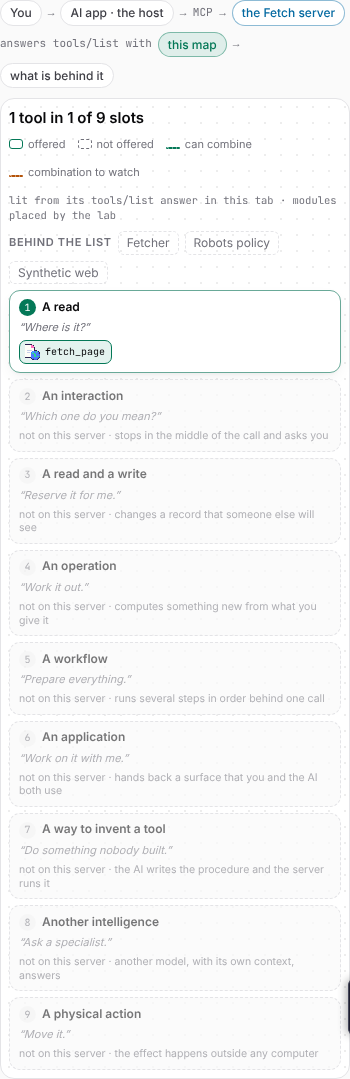 You → AI app · the host → MCP → the Fetch server
answers tools/list with this map →
what is behind it
1 tool in 1 of 9 slots
offered not offered can combine
combination to watch
lit from its tools/list answer in this tab · modules
placed by the lab
BEHIND THE LIST Fetcher Robots policy
Synthetic web
1 A read
“Where is it?”
fetch_page
2 An interaction
“Which one do you mean?”
not on this server · stops in the middle of the call and asks you
3 A read and a write
“Reserve it for me.”
not on this server · changes a record that someone else will
see
4 An operation
“Work it out.”
not on this server · computes something new from what you
give it
5 A workflow
“Prepare everything.”
not on this server · runs several steps in order behind one call
6 An application
“Work on it with me.”
not on this server · hands back a surface that you and the AI
both use
7 A way to invent a tool
“Do something nobody built.”
not on this server · the AI writes the procedure and the server
runs it
8 Another intelligence
“Ask a specialist.”
not on this server · another model, with its own context,
answers
9 A physical action
“Move it.”
not on this server · the effect happens outside any computer